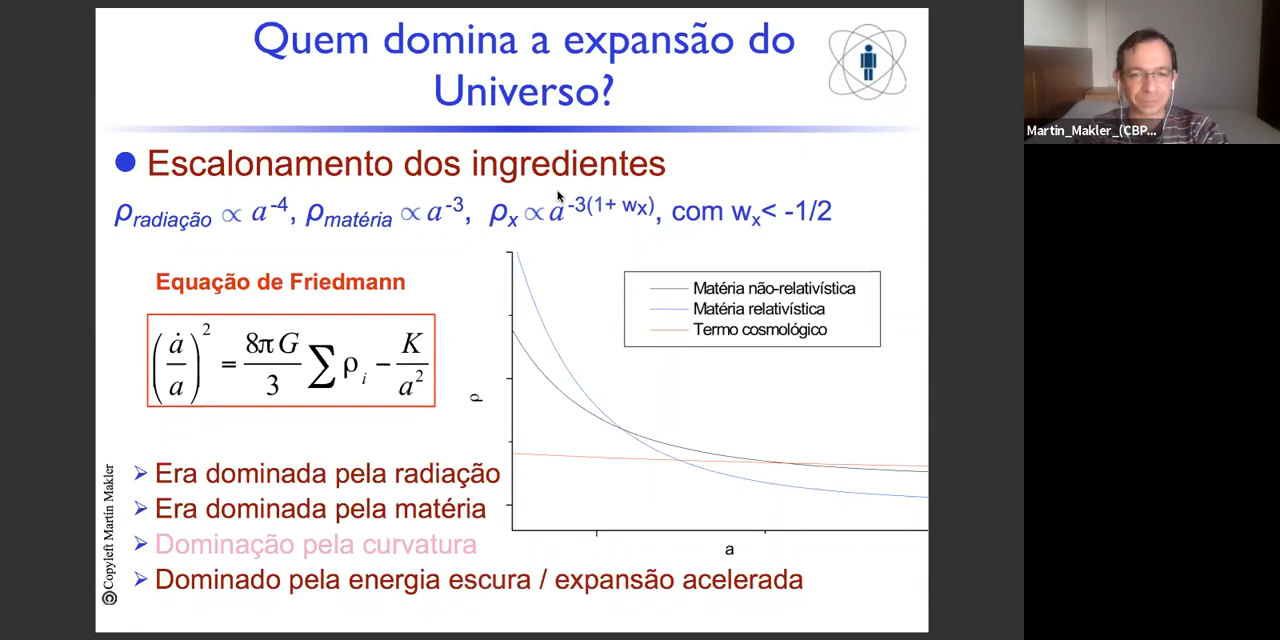 Quem domina a expansão do
Universo?
Martin_Makler_(CBP...
● Escalonamento dos ingredientes
ρradiação ∝ a-4, ρmatéria ∝ a-3, ρx ∝ a-3(1+ wx), com wx< -1/2
Equação de Friedmann
(ȧ/a)2 = 8πG/3 ∑ ρi − K/a2
Matéria não-relativística
Matéria relativística
Termo cosmológico
ρ
a
➢ Era dominada pela radiação
➢ Era dominada pela matéria
➢ Dominação pela curvatura
➢ Dominado pela energia escura / expansão acelerada
Copyleft Martín Makler